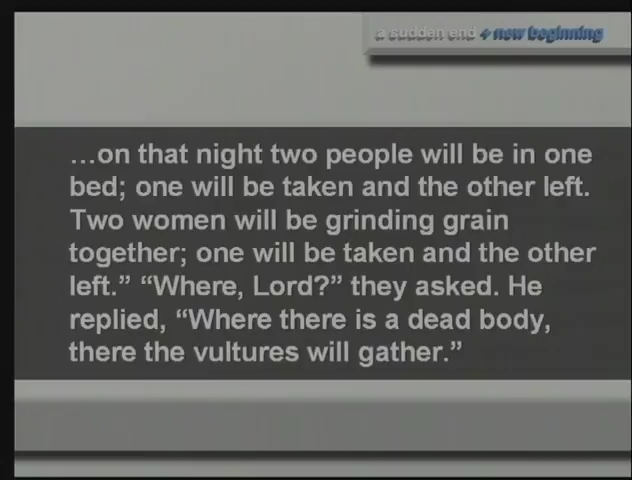 a sudden end + new beginning
…on that night two people will be in one
bed; one will be taken and the other left.
Two women will be grinding grain
together; one will be taken and the other
left.” “Where, Lord?” they asked. He
replied, “Where there is a dead body,
there the vultures will gather.”